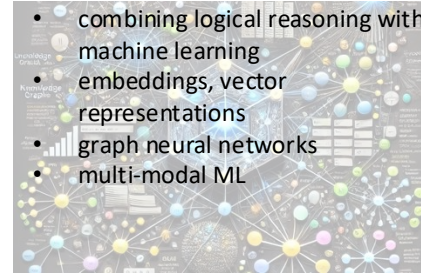 • combining logical reasoning with
machine learning
• embeddings, vector
representations
• graph neural networks
• multi-modal ML